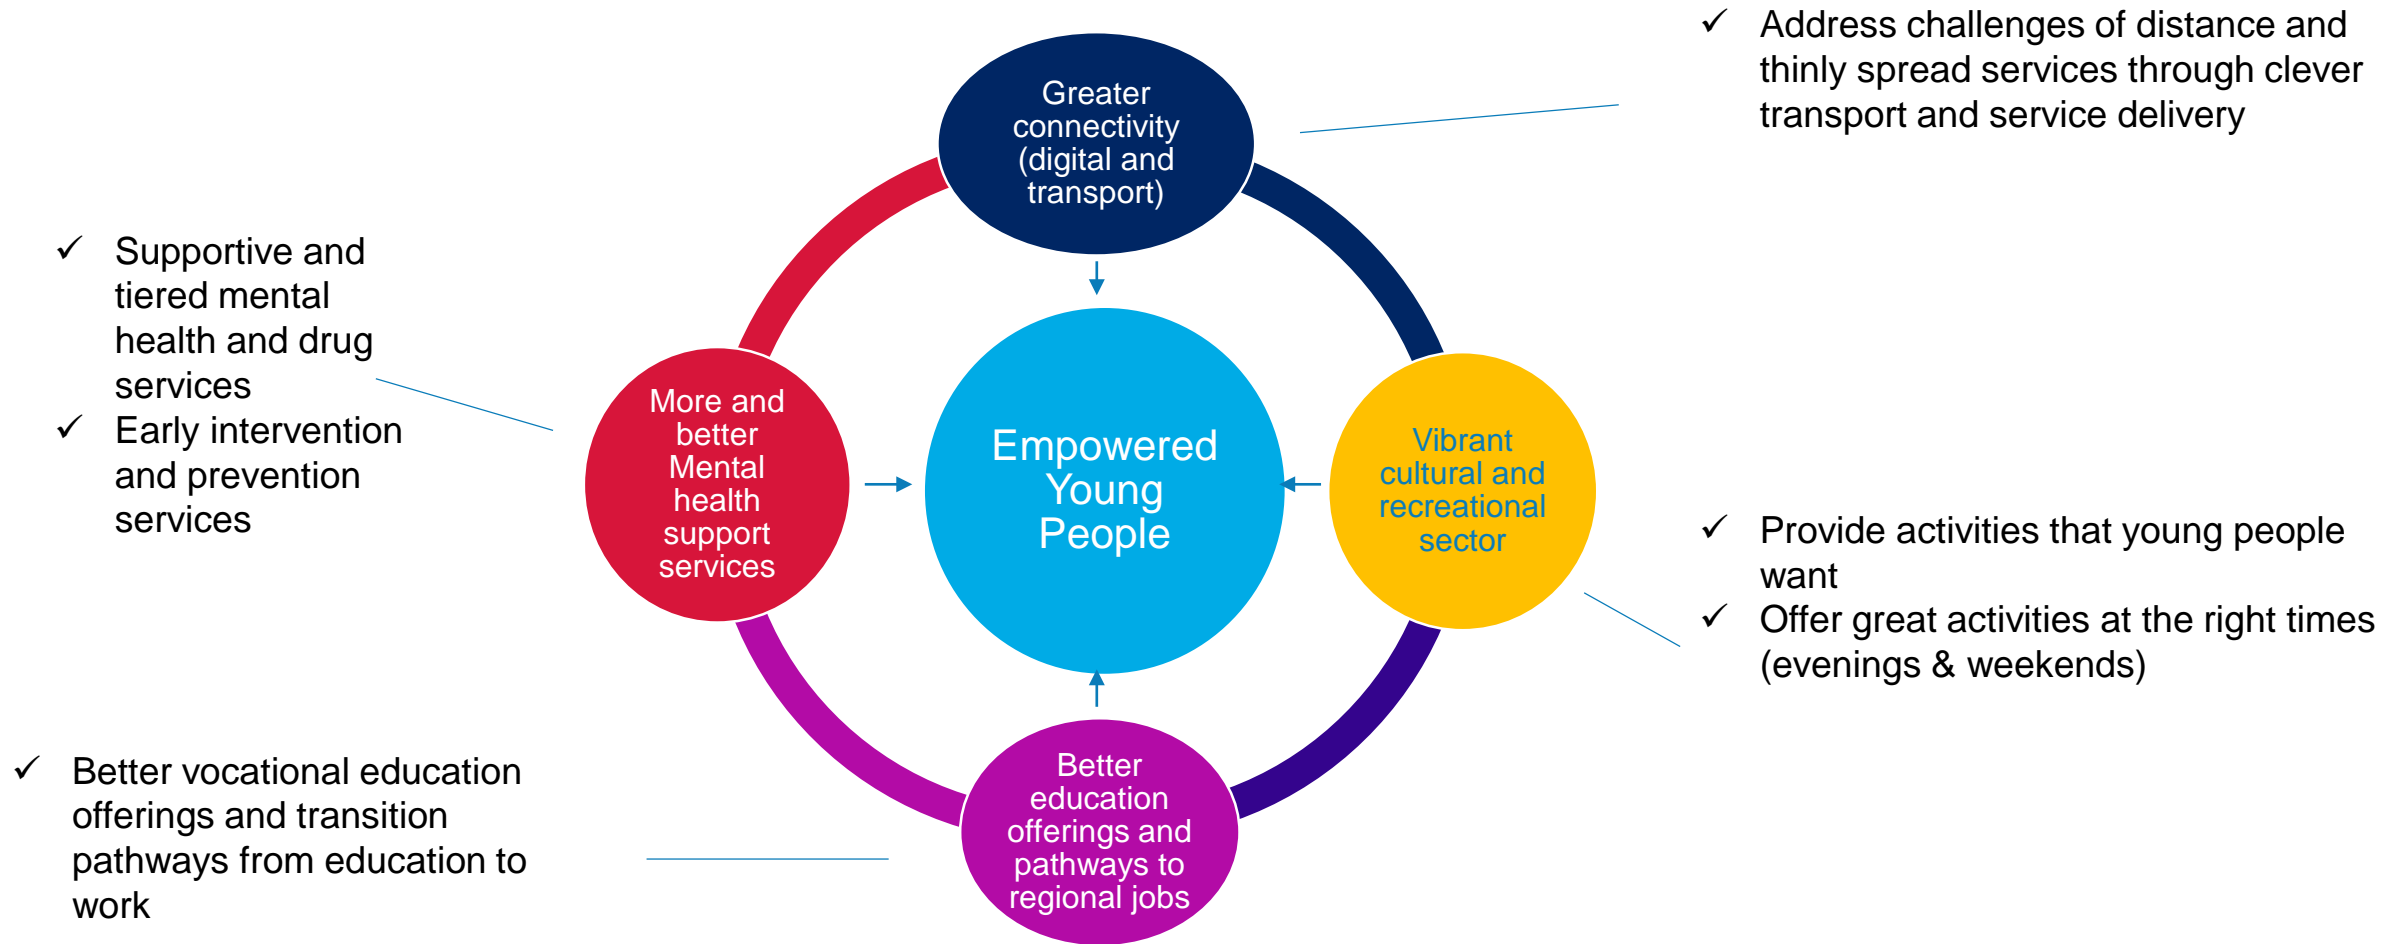 Greater
connectivity
(digital and
transport)
✓ Address challenges of distance and
thinly spread services through clever
transport and service delivery
✓ Supportive and
tiered mental
health and drug
services
✓ Early intervention
and prevention
services
More and
better
Mental
health
support
services
Empowered
Young
People
Vibrant
cultural and
recreational
sector
✓ Provide activities that young people
want
✓ Offer great activities at the right times
(evenings & weekends)
✓ Better vocational education
offerings and transition
pathways from education to
work
Better
education
offerings and
pathways to
regional jobs